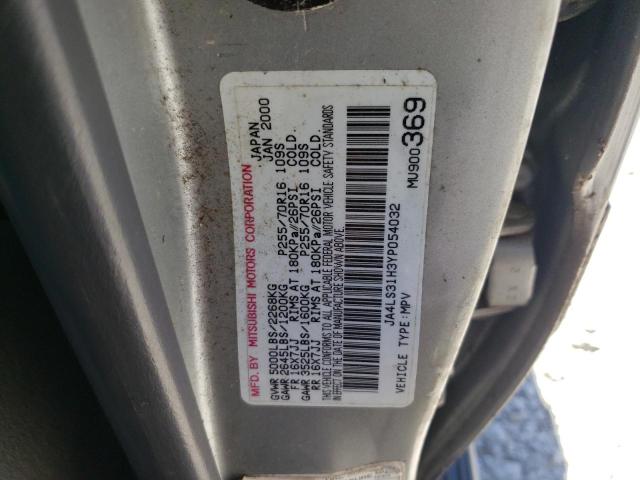 MFD. BY MITSUBISHI MOTORS CORPORATION JAPAN
JAN 2000
GVWR 5000LBS/2268KG
GAWR 2645LBS/1200KG P255/70R16 109S
FR 16X7JJ RIMS AT 180KPa/26PSI COLD.
GAWR 3525LBS/1600KG P255/70R16 109S
RR 16X7JJ RIMS AT 180KPa/26PSI COLD.
THIS VEHICLE CONFORMS TO ALL APPLICABLE FEDERAL MOTOR VEHICLE SAFETY STANDARDS
IN EFFECT ON THE DATE OF MANUFACTURE SHOWN ABOVE.
JA4LS31H3YP054032
VEHICLE TYPE:MPV
MU900369